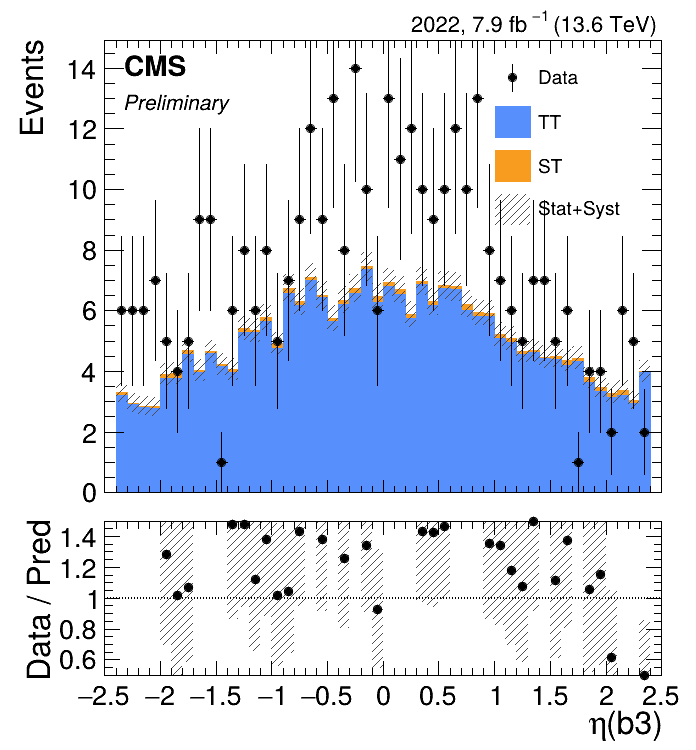 2022, 7.9 fb⁻¹ (13.6 TeV)
CMS
Preliminary
Data
TT
ST
Stat+Syst
Events
14
12
10
8
6
4
2
0
Data / Pred
1.4
1.2
1
0.8
0.6
−2.5 −2 −1.5 −1 −0.5 0 0.5 1 1.5 2 2.5
η(b3)